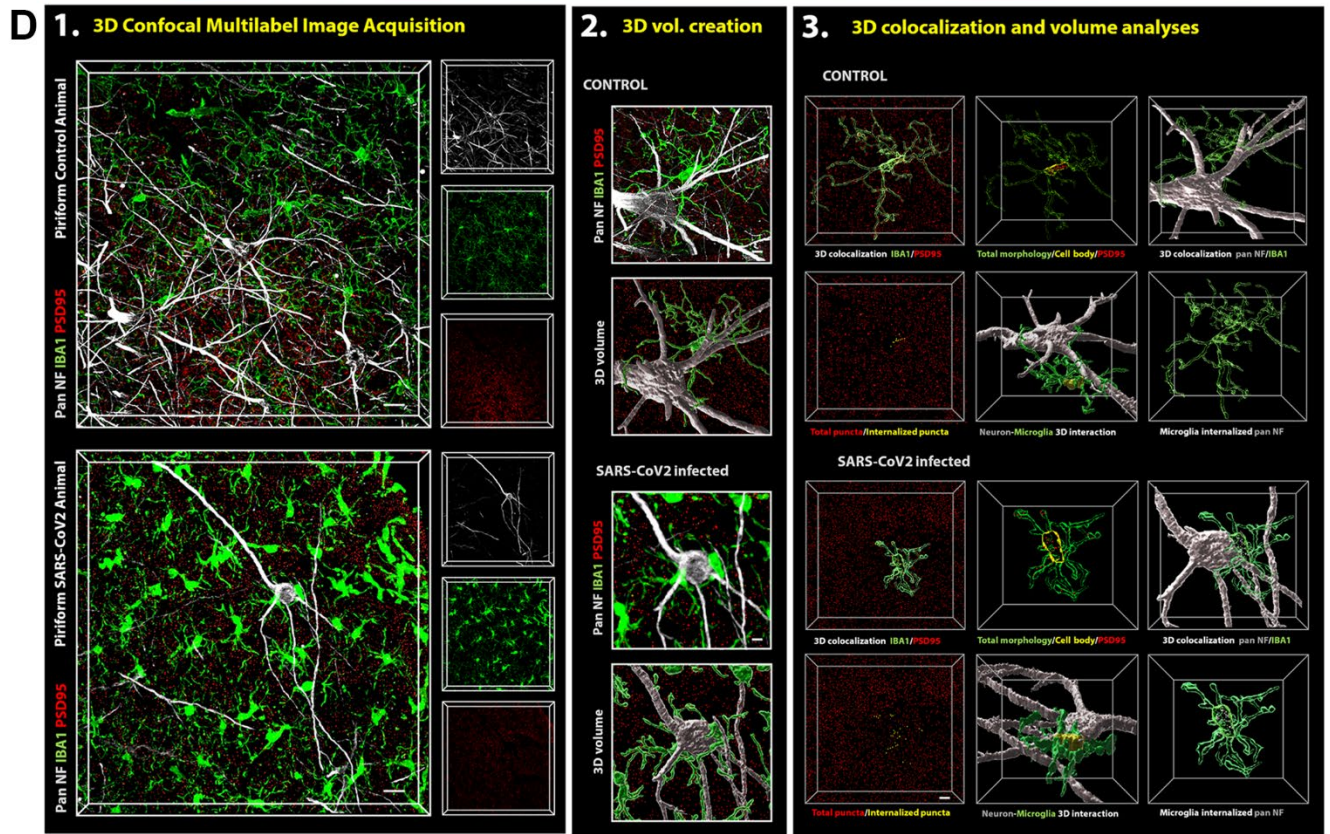 D
1. 3D Confocal Multilabel Image Acquisition
Piriform Control Animal
Pan NF IBA1 PSD95
Piriform SARS-CoV2 Animal
Pan NF IBA1 PSD95
2. 3D vol. creation
CONTROL
Pan NF IBA1 PSD95
3D volume
SARS-CoV2 infected
Pan NF IBA1 PSD95
3D volume
3. 3D colocalization and volume analyses
CONTROL
3D colocalization IBA1/PSD95
Total morphology/Cell body/PSD95
3D colocalization pan NF/IBA1
Total puncta/Internalized puncta
Neuron-Microglia 3D interaction
Microglia internalized pan NF
SARS-CoV2 infected
3D colocalization IBA1/PSD95
Total morphology/Cell body/PSD95
3D colocalization pan NF/IBA1
Total puncta/Internalized puncta
Neuron-Microglia 3D interaction
Microglia internalized pan NF